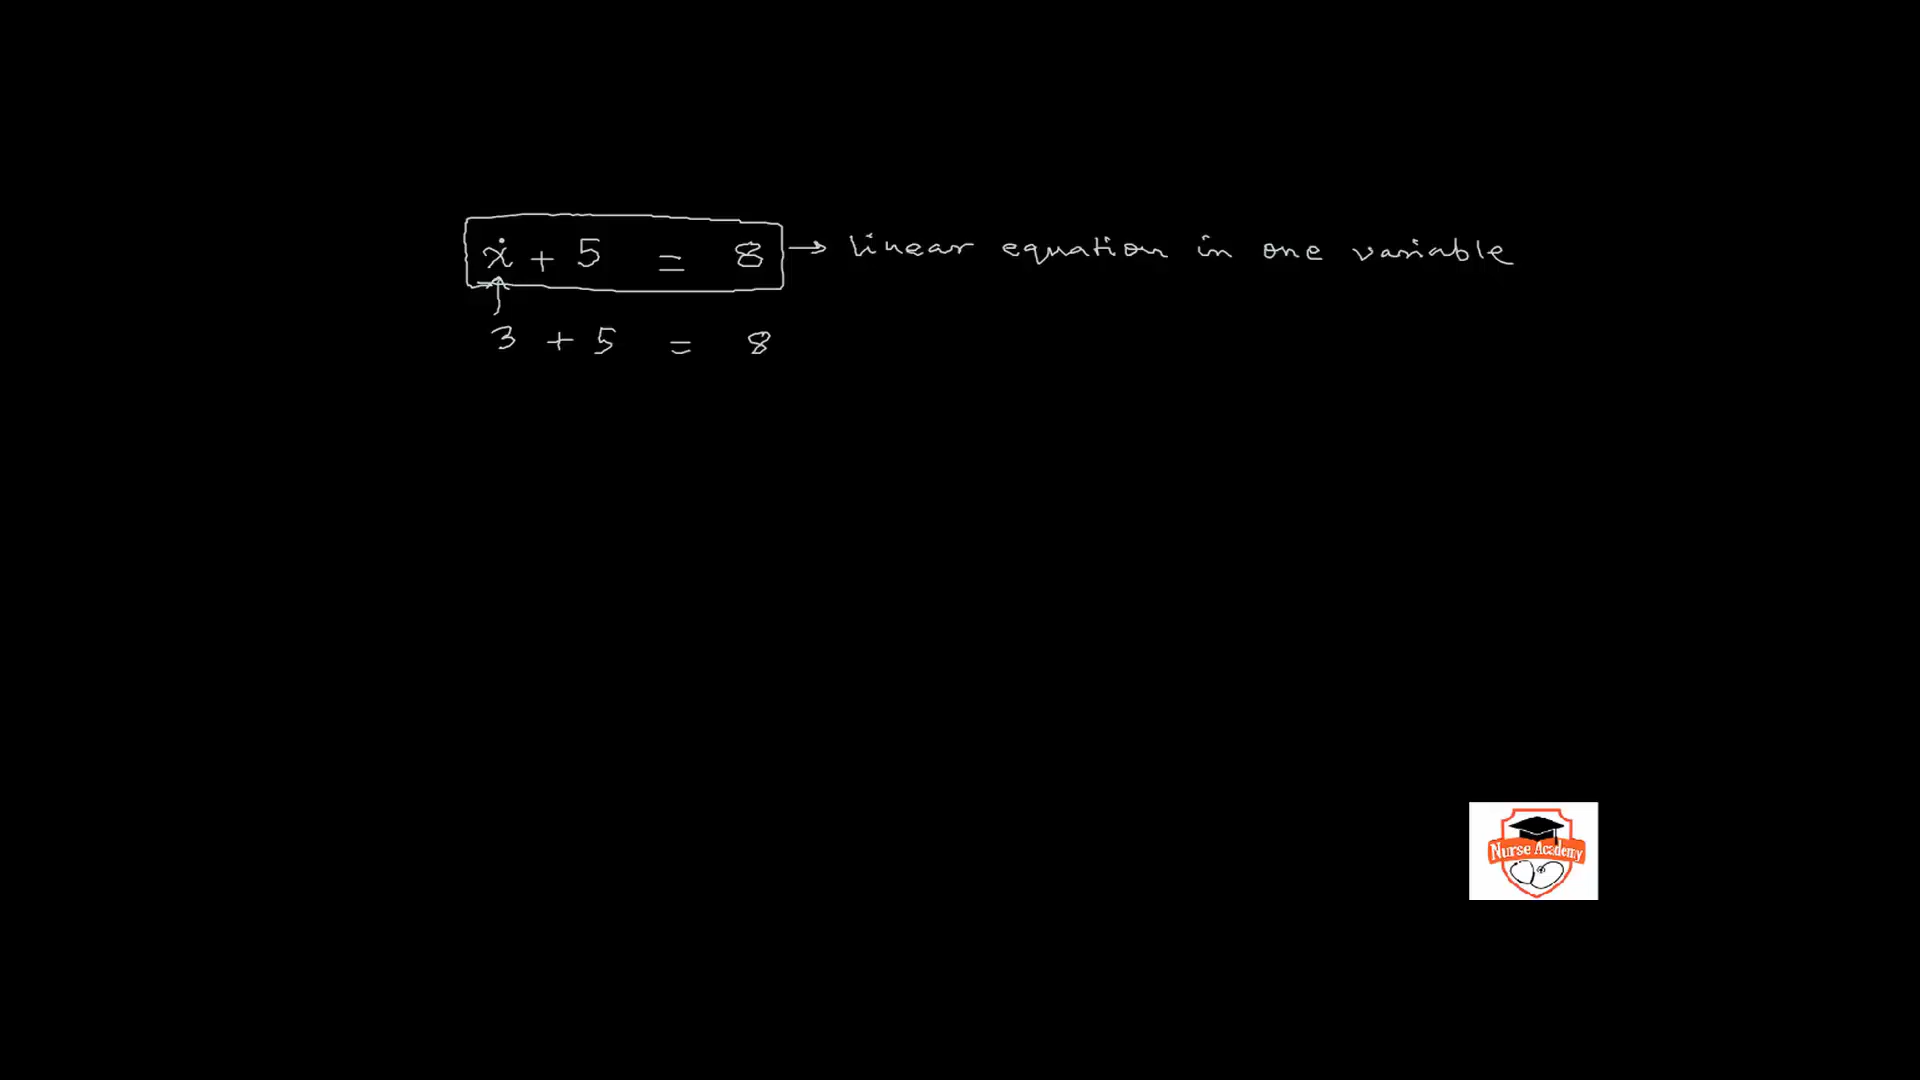 x + 5 = 8 → linear equation in one variable
3 + 5 = 8
Nurse Academy